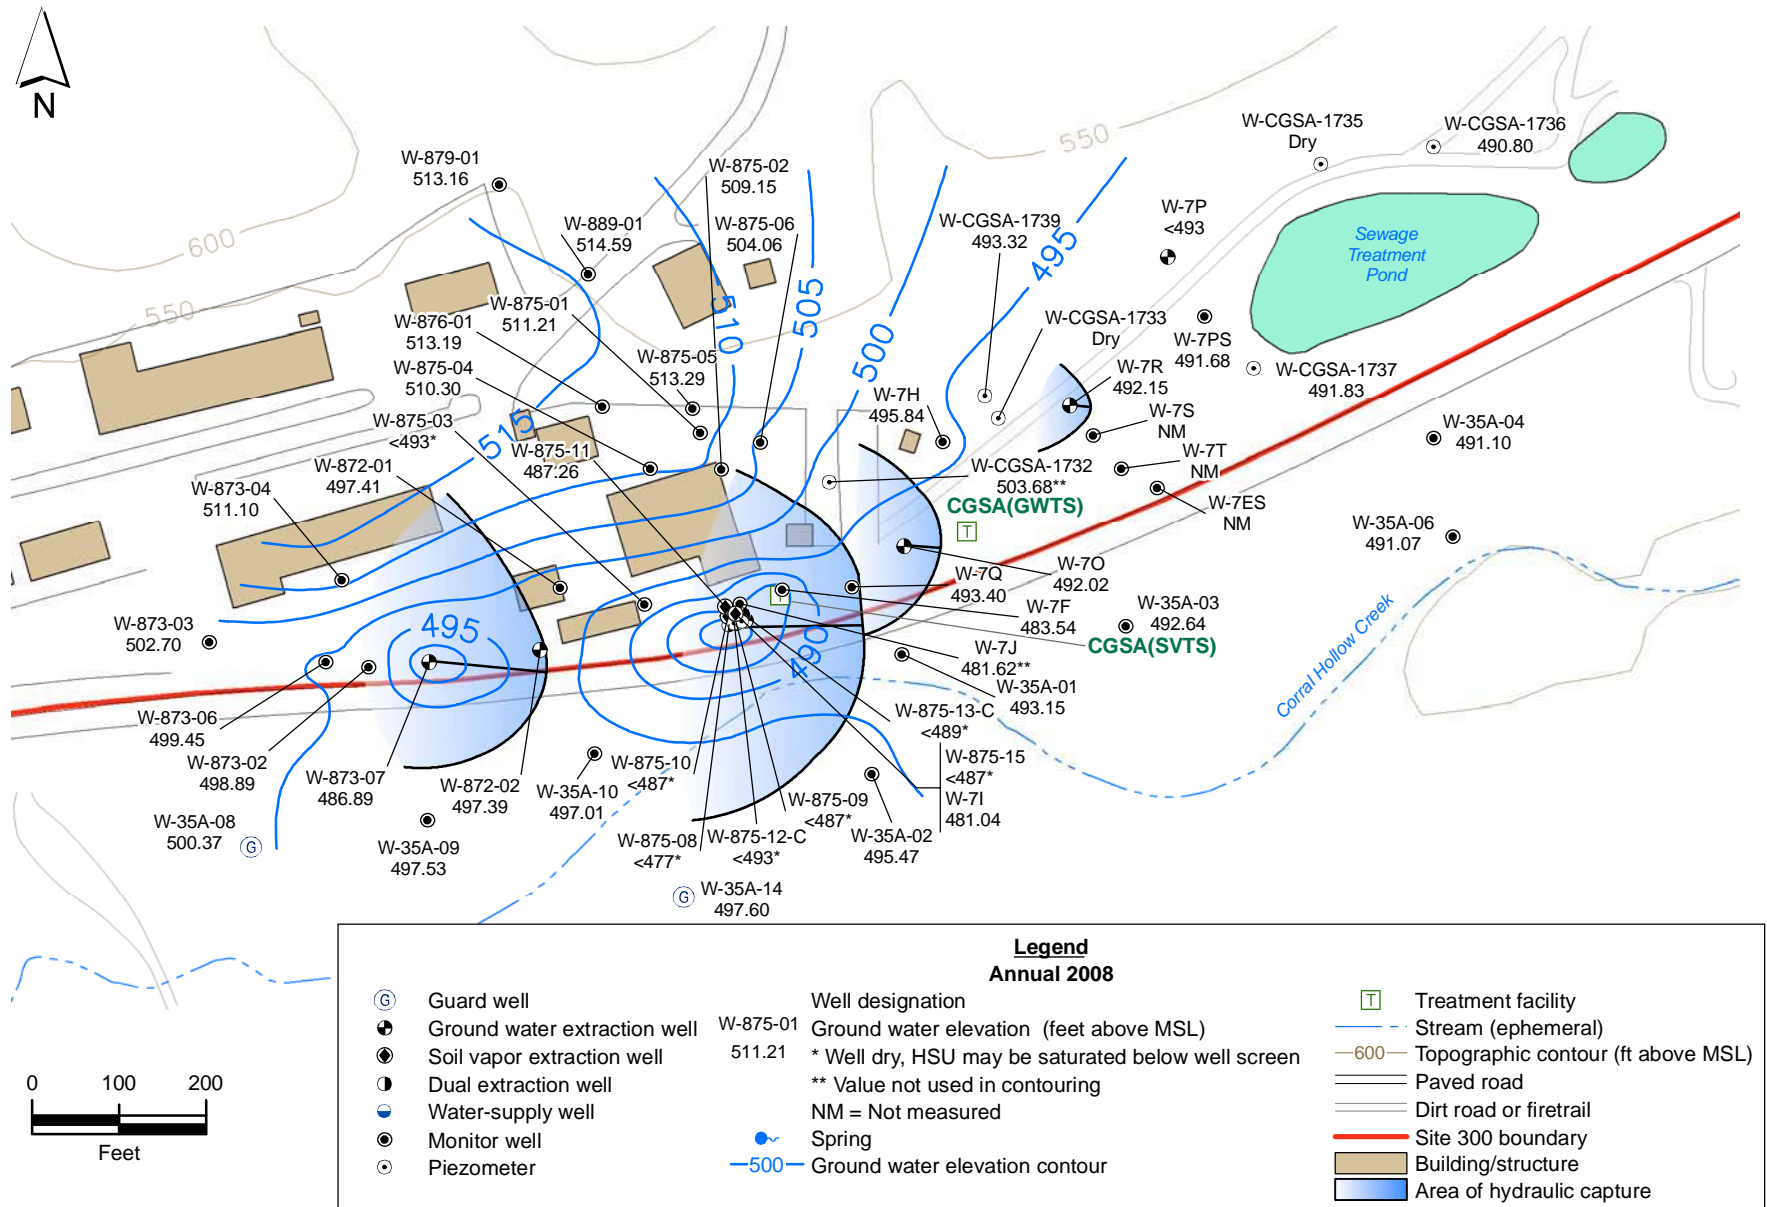 N
600
550
550
W-879-01
513.16
W-889-01
514.59
W-875-02
509.15
W-875-06
504.06
W-875-01
511.21
W-876-01
513.19
W-875-04
510.30
W-875-05
513.29
W-875-03
<493*
W-875-11
487.26
W-872-01
497.41
W-873-04
511.10
W-873-03
502.70
W-873-06
499.45
W-873-02
498.89
W-873-07
486.89
W-872-02
497.39
W-35A-08
500.37
G
W-35A-09
497.53
W-35A-10
497.01
W-875-10
<487*
W-875-08
<477*
W-875-12-C
<493*
W-875-09
<487*
W-35A-14
497.60
G
W-35A-02
495.47
W-875-13-C
<489*
W-875-15
<487*
W-7I
481.04
W-35A-01
493.15
W-7J
481.62**
W-7F
483.54
W-7Q
493.40
W-7O
492.02
CGSA(SVTS)
T
CGSA(GWTS)
T
W-CGSA-1732
503.68**
W-7H
495.84
W-CGSA-1739
493.32
W-CGSA-1733
Dry
W-7R
492.15
W-7S
NM
W-7T
NM
W-7ES
NM
W-7P
<493
W-7PS
491.68
W-CGSA-1737
491.83
W-CGSA-1735
Dry
W-CGSA-1736
490.80
W-35A-04
491.10
W-35A-06
491.07
W-35A-03
492.64
Sewage
Treatment
Pond
Corral Hollow Creek
515
510
505
500
495
495
490
0 100 200
Feet
Legend
Annual 2008
G Guard well
Ground water extraction well
Soil vapor extraction well
Dual extraction well
Water-supply well
Monitor well
Piezometer
Well designation
W-875-01 Ground water elevation (feet above MSL)
511.21 * Well dry, HSU may be saturated below well screen
** Value not used in contouring
NM = Not measured
Spring
500 Ground water elevation contour
T Treatment facility
Stream (ephemeral)
600 Topographic contour (ft above MSL)
Paved road
Dirt road or firetrail
Site 300 boundary
Building/structure
Area of hydraulic capture